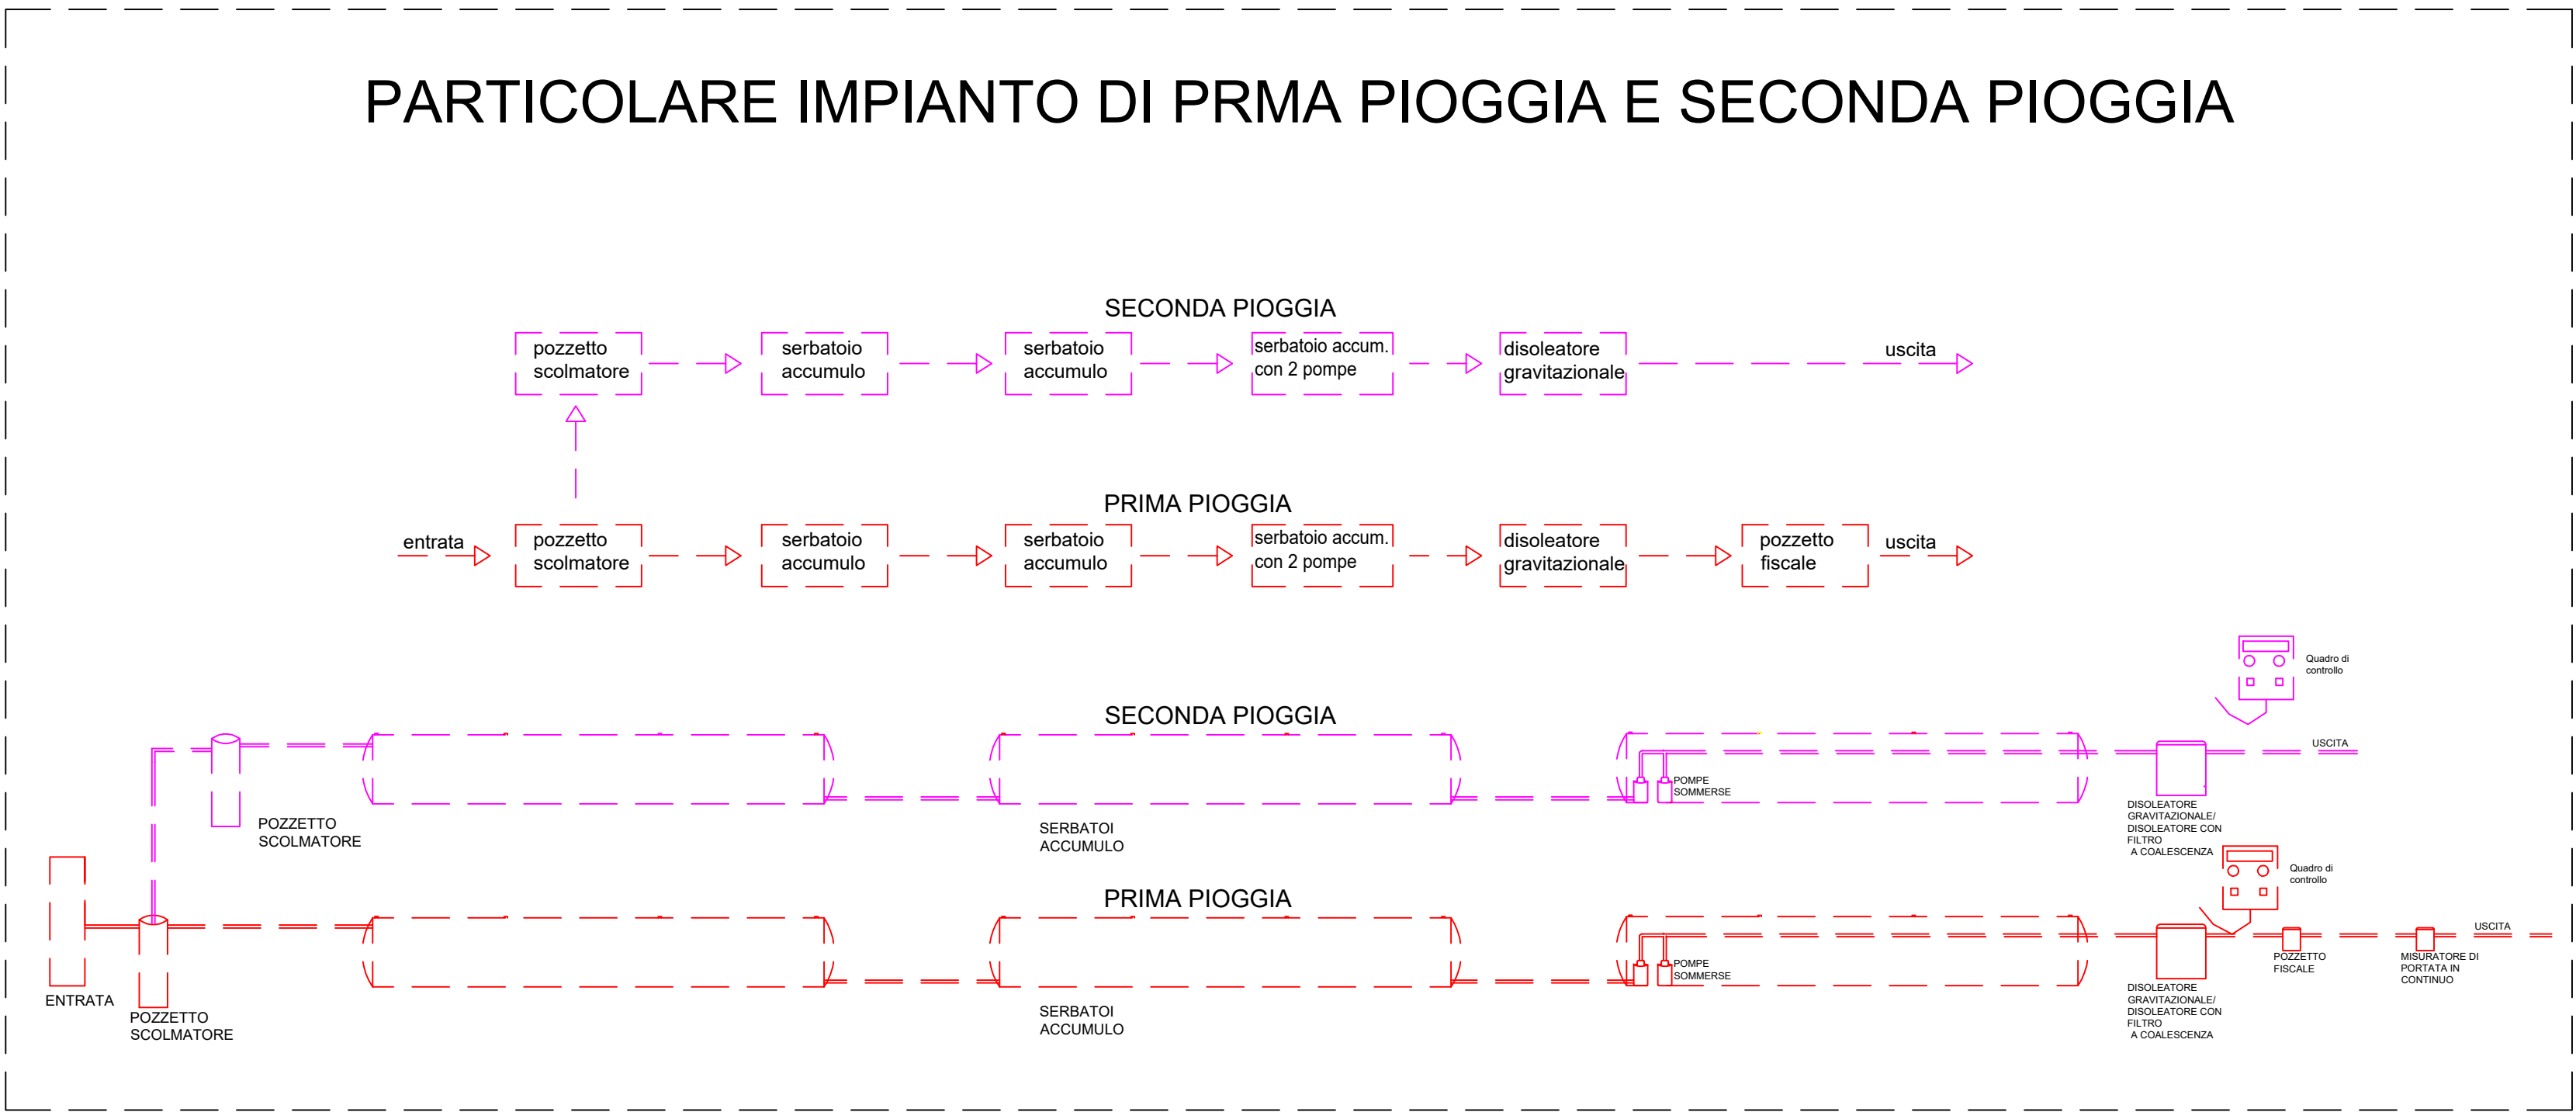 PARTICOLARE IMPIANTO DI PRMA PIOGGIA E SECONDA PIOGGIA
SECONDA PIOGGIA
pozzetto
scolmatore
serbatoio
accumulo
serbatoio
accumulo
serbatoio accum.
con 2 pompe
disoleatore
gravitazionale
uscita
PRIMA PIOGGIA
entrata
pozzetto
scolmatore
serbatoio
accumulo
serbatoio
accumulo
serbatoio accum.
con 2 pompe
disoleatore
gravitazionale
pozzetto
fiscale
uscita
Quadro di
controllo
SECONDA PIOGGIA
USCITA
POMPE
SOMMERSE
POZZETTO
SCOLMATORE
SERBATOI
ACCUMULO
DISOLEATORE
GRAVITAZIONALE/
DISOLEATORE CON
FILTRO
A COALESCENZA
Quadro di
controllo
PRIMA PIOGGIA
USCITA
POMPE
SOMMERSE
POZZETTO
FISCALE
MISURATORE DI
PORTATA IN
CONTINUO
ENTRATA
POZZETTO
SCOLMATORE
SERBATOI
ACCUMULO
DISOLEATORE
GRAVITAZIONALE/
DISOLEATORE CON
FILTRO
A COALESCENZA